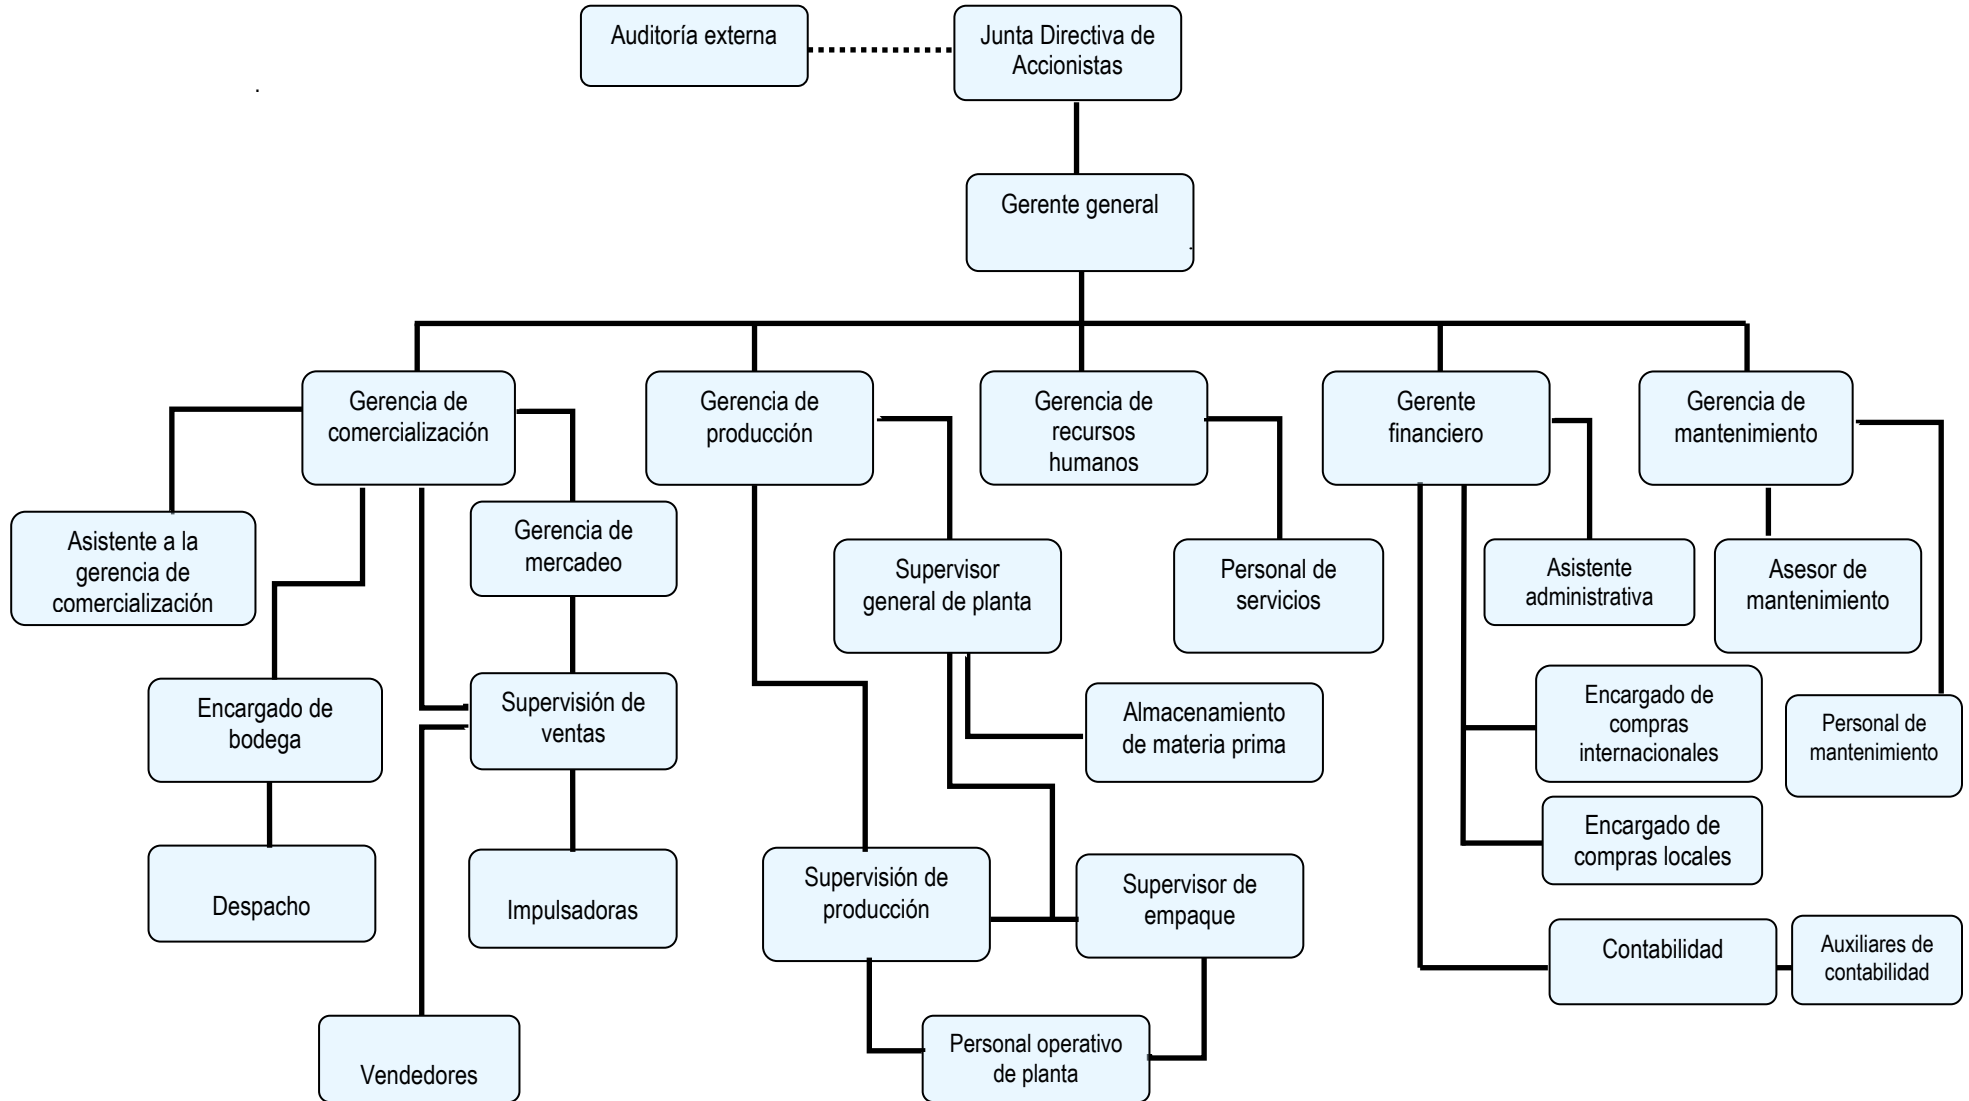 Auditoría externa
Junta Directiva de
Accionistas
Gerente general
Gerencia de
comercialización
Gerencia de
producción
Gerencia de
recursos
humanos
Gerente
financiero
Gerencia de
mantenimiento
Asistente a la
gerencia de
comercialización
Gerencia de
mercadeo
Supervisor
general de planta
Personal de
servicios
Asistente
administrativa
Asesor de
mantenimiento
Encargado de
bodega
Supervisión de
ventas
Almacenamiento
de materia prima
Encargado de
compras
internacionales
Personal de
mantenimiento
Encargado de
compras locales
Despacho
Impulsadoras
Supervisión de
producción
Supervisor de
empaque
Contabilidad
Auxiliares de
contabilidad
Vendedores
Personal operativo
de planta